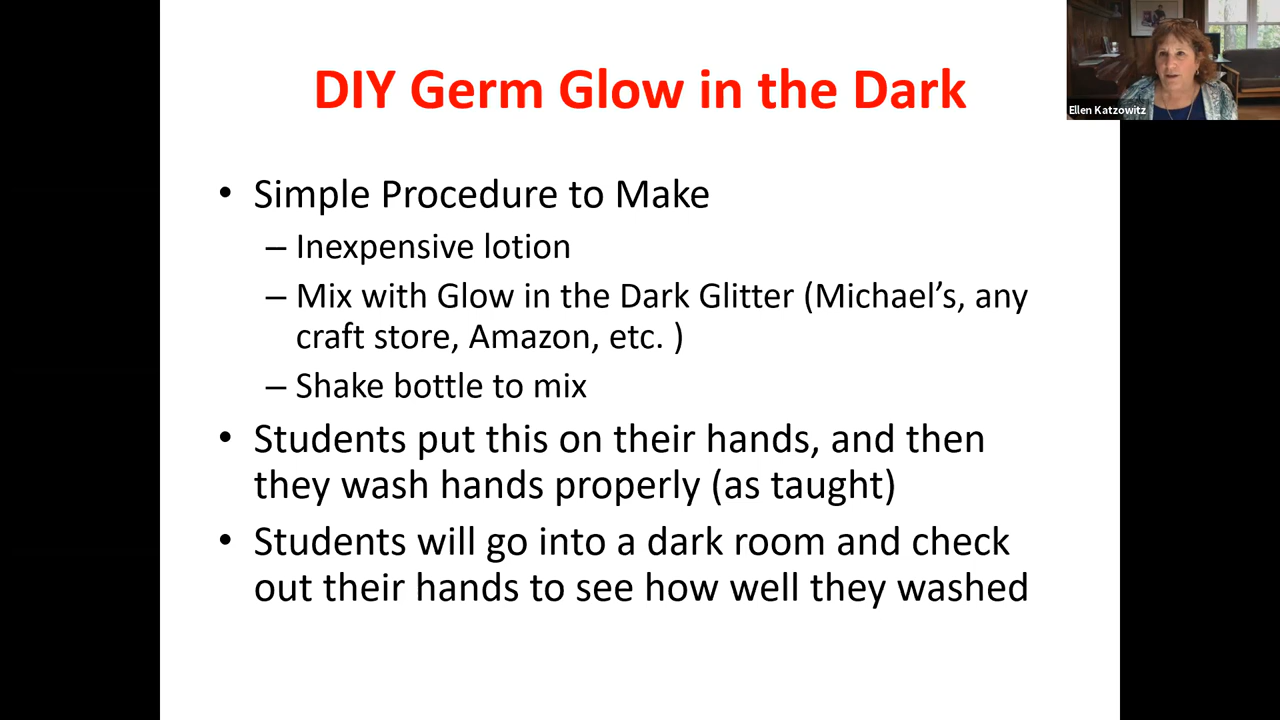 DIY Germ Glow in the Dark
Ellen Katzowitz
• Simple Procedure to Make
– Inexpensive lotion
– Mix with Glow in the Dark Glitter (Michael’s, any
craft store, Amazon, etc. )
– Shake bottle to mix
• Students put this on their hands, and then
they wash hands properly (as taught)
• Students will go into a dark room and check
out their hands to see how well they washed